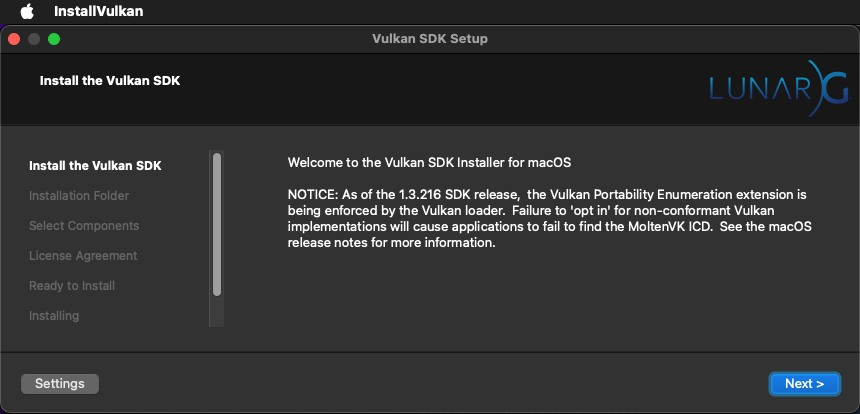 InstallVulkan
Vulkan SDK Setup
Install the Vulkan SDK
LUNAR)G
Install the Vulkan SDK
Installation Folder
Select Components
License Agreement
Ready to Install
Installing
Welcome to the Vulkan SDK Installer for macOS
NOTICE: As of the 1.3.216 SDK release,  the Vulkan Portability Enumeration extension is
being enforced by the Vulkan loader.  Failure to 'opt in' for non-conformant Vulkan
implementations will cause applications to fail to find the MoltenVK ICD.  See the macOS
release notes for more information.
Settings
Next >